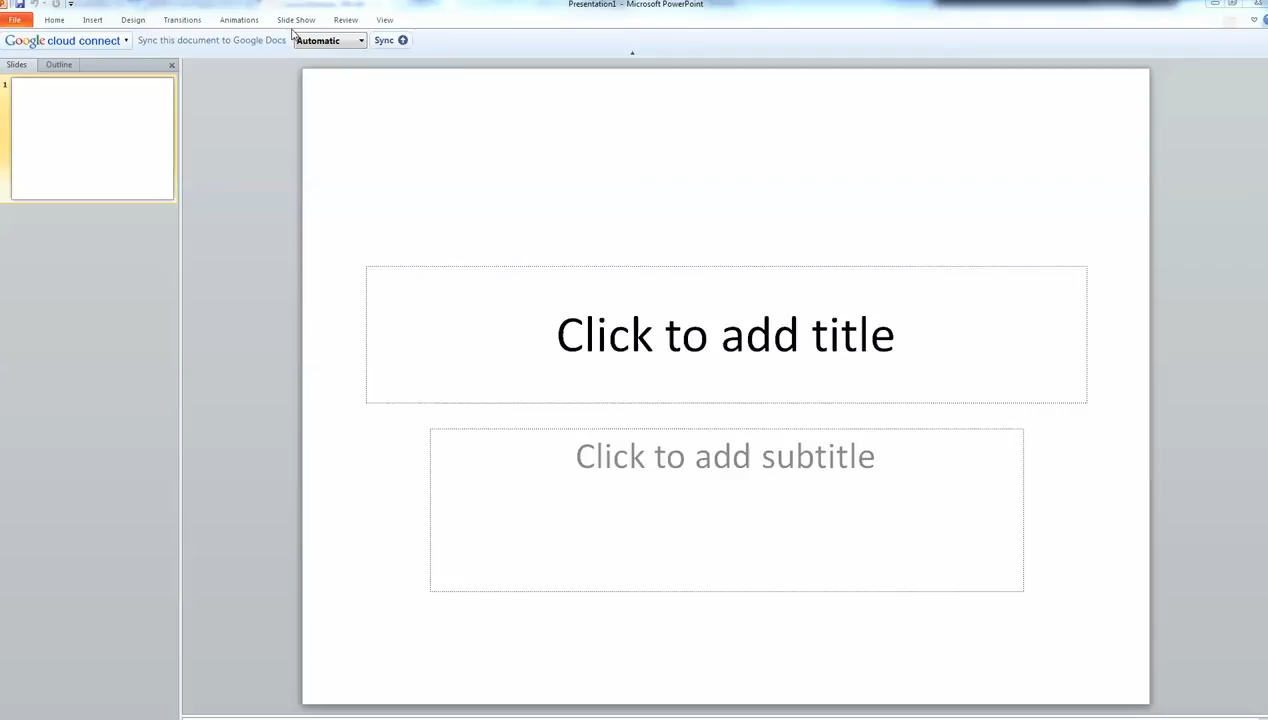 Presentation1 - Microsoft PowerPoint
File Home Insert Design Transitions Animations Slide Show Review View
Google cloud connect Sync this document to Google Docs Automatic Sync
Slides Outline
1
Click to add title
Click to add subtitle